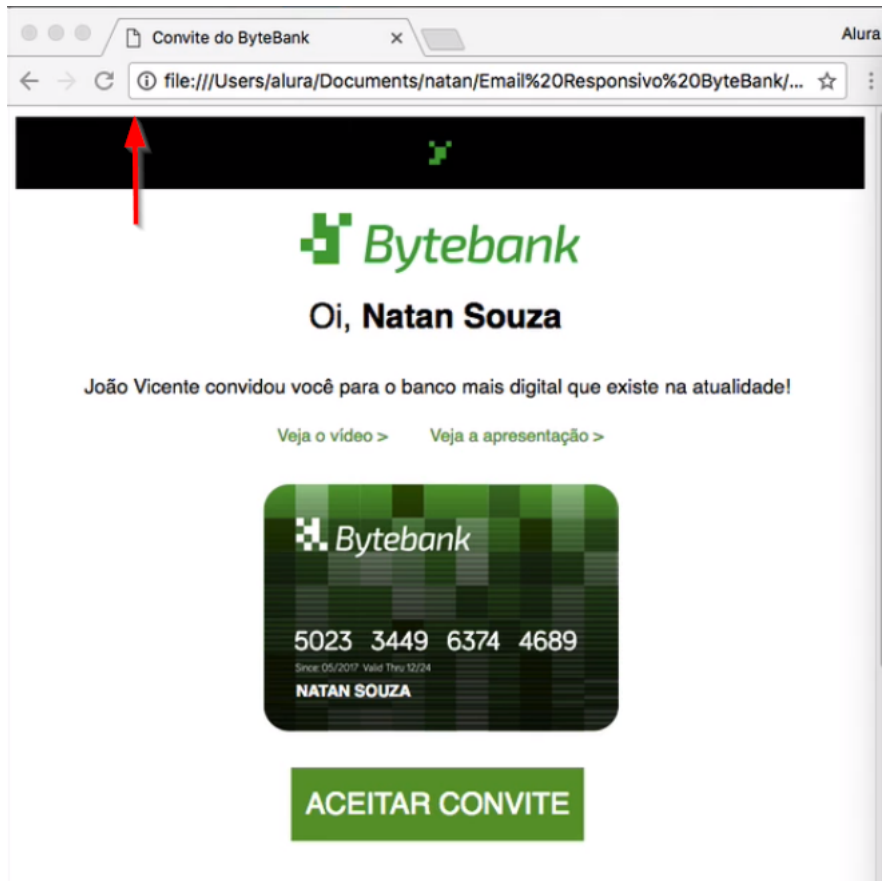 Convite do ByteBank
Alura
file:///Users/alura/Documents/natan/Email%20Responsivo%20ByteBank/...
Bytebank
Oi, Natan Souza
João Vicente convidou você para o banco mais digital que existe na atualidade!
Veja o vídeo > Veja a apresentação >
Bytebank
5023 3449 6374 4689
Since: 05/2017 Valid Thru 12/24
NATAN SOUZA
ACEITAR CONVITE